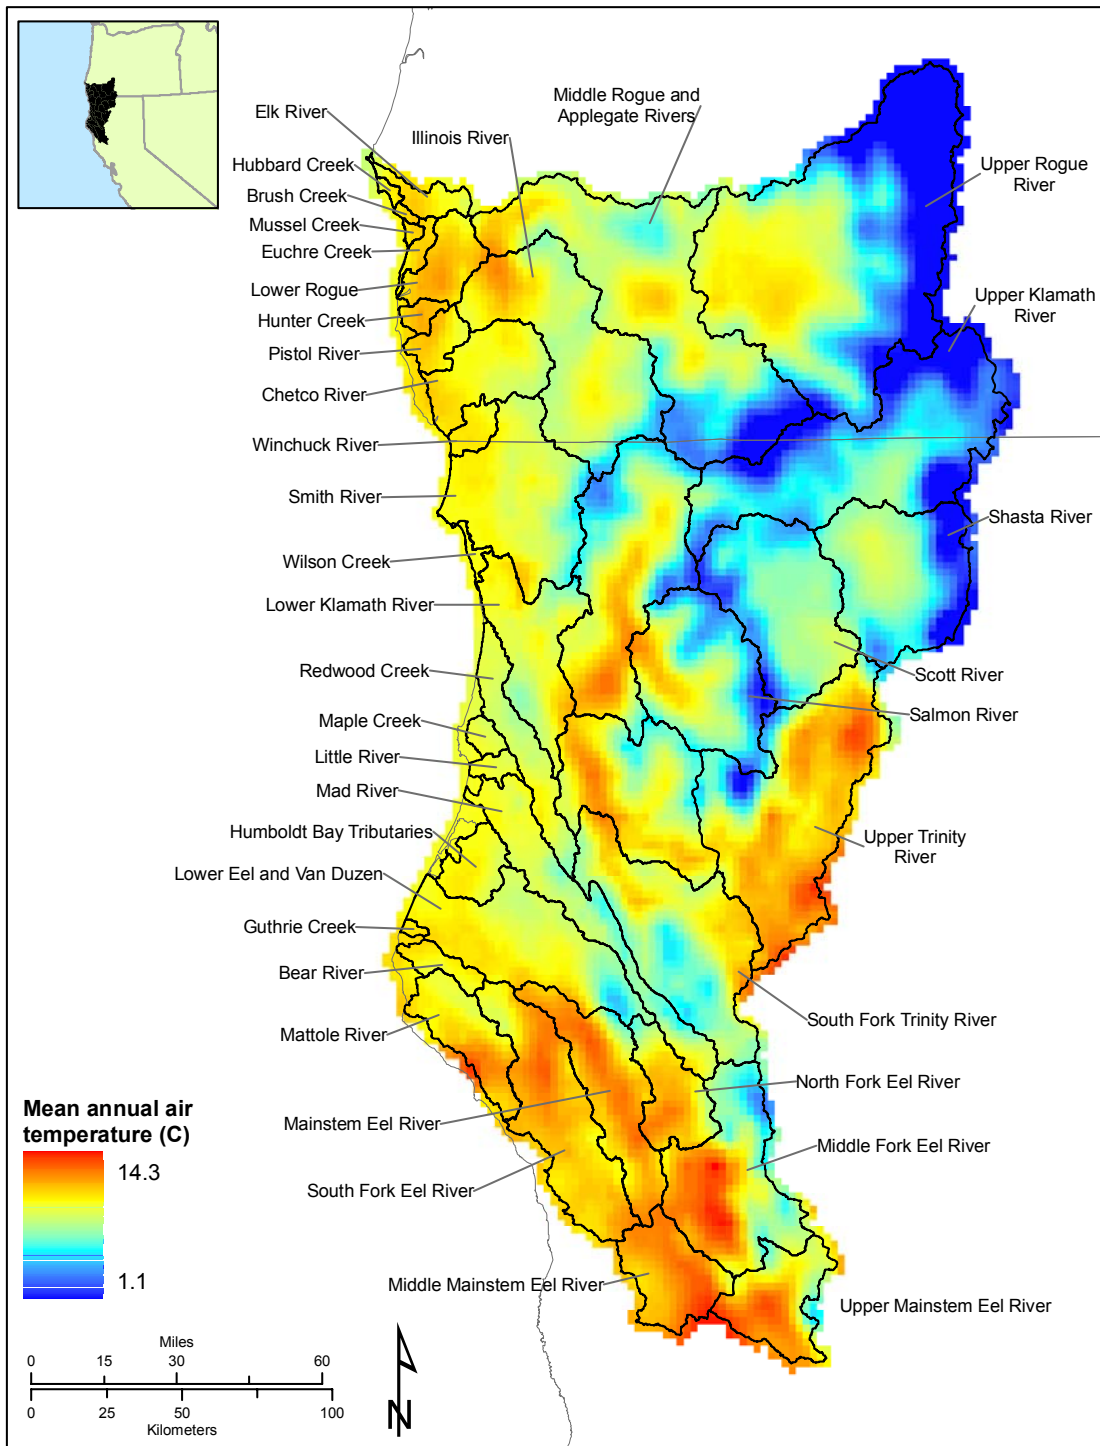 Elk River
Hubbard Creek
Brush Creek
Mussel Creek
Euchre Creek
Lower Rogue
Hunter Creek
Pistol River
Chetco River
Winchuck River
Smith River
Wilson Creek
Lower Klamath River
Redwood Creek
Maple Creek
Little River
Mad River
Humboldt Bay Tributaries
Lower Eel and Van Duzen
Guthrie Creek
Bear River
Mattole River
Mainstem Eel River
South Fork Eel River
Middle Mainstem Eel River
Illinois River
Middle Rogue and
Applegate Rivers
Upper Rogue
River
Upper Klamath
River
Shasta River
Scott River
Salmon River
Upper Trinity
River
South Fork Trinity River
North Fork Eel River
Middle Fork Eel River
Upper Mainstem Eel River
Mean annual air
temperature (C)
14.3
1.1
Miles
0 15 30 60
0 25 50 100
Kilometers
N